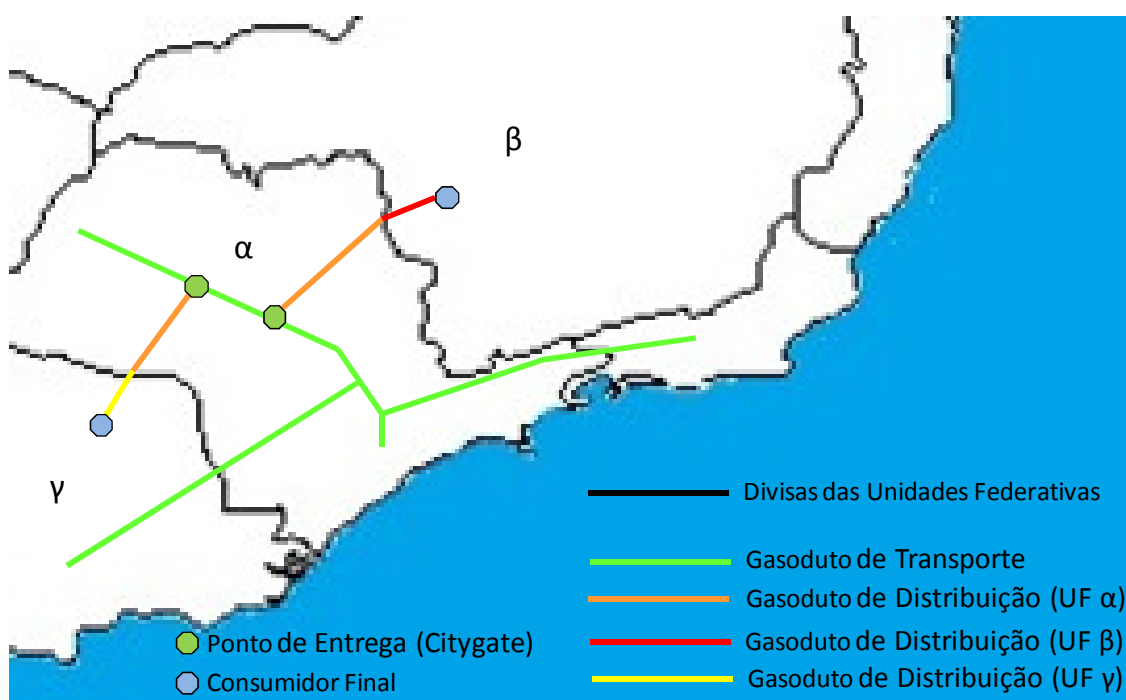 β
α
γ
Divisas das Unidades Federativas
Gasoduto de Transporte
Gasoduto de Distribuição (UF α)
Ponto de Entrega (Citygate)
Gasoduto de Distribuição (UF β)
Consumidor Final
Gasoduto de Distribuição (UF γ)